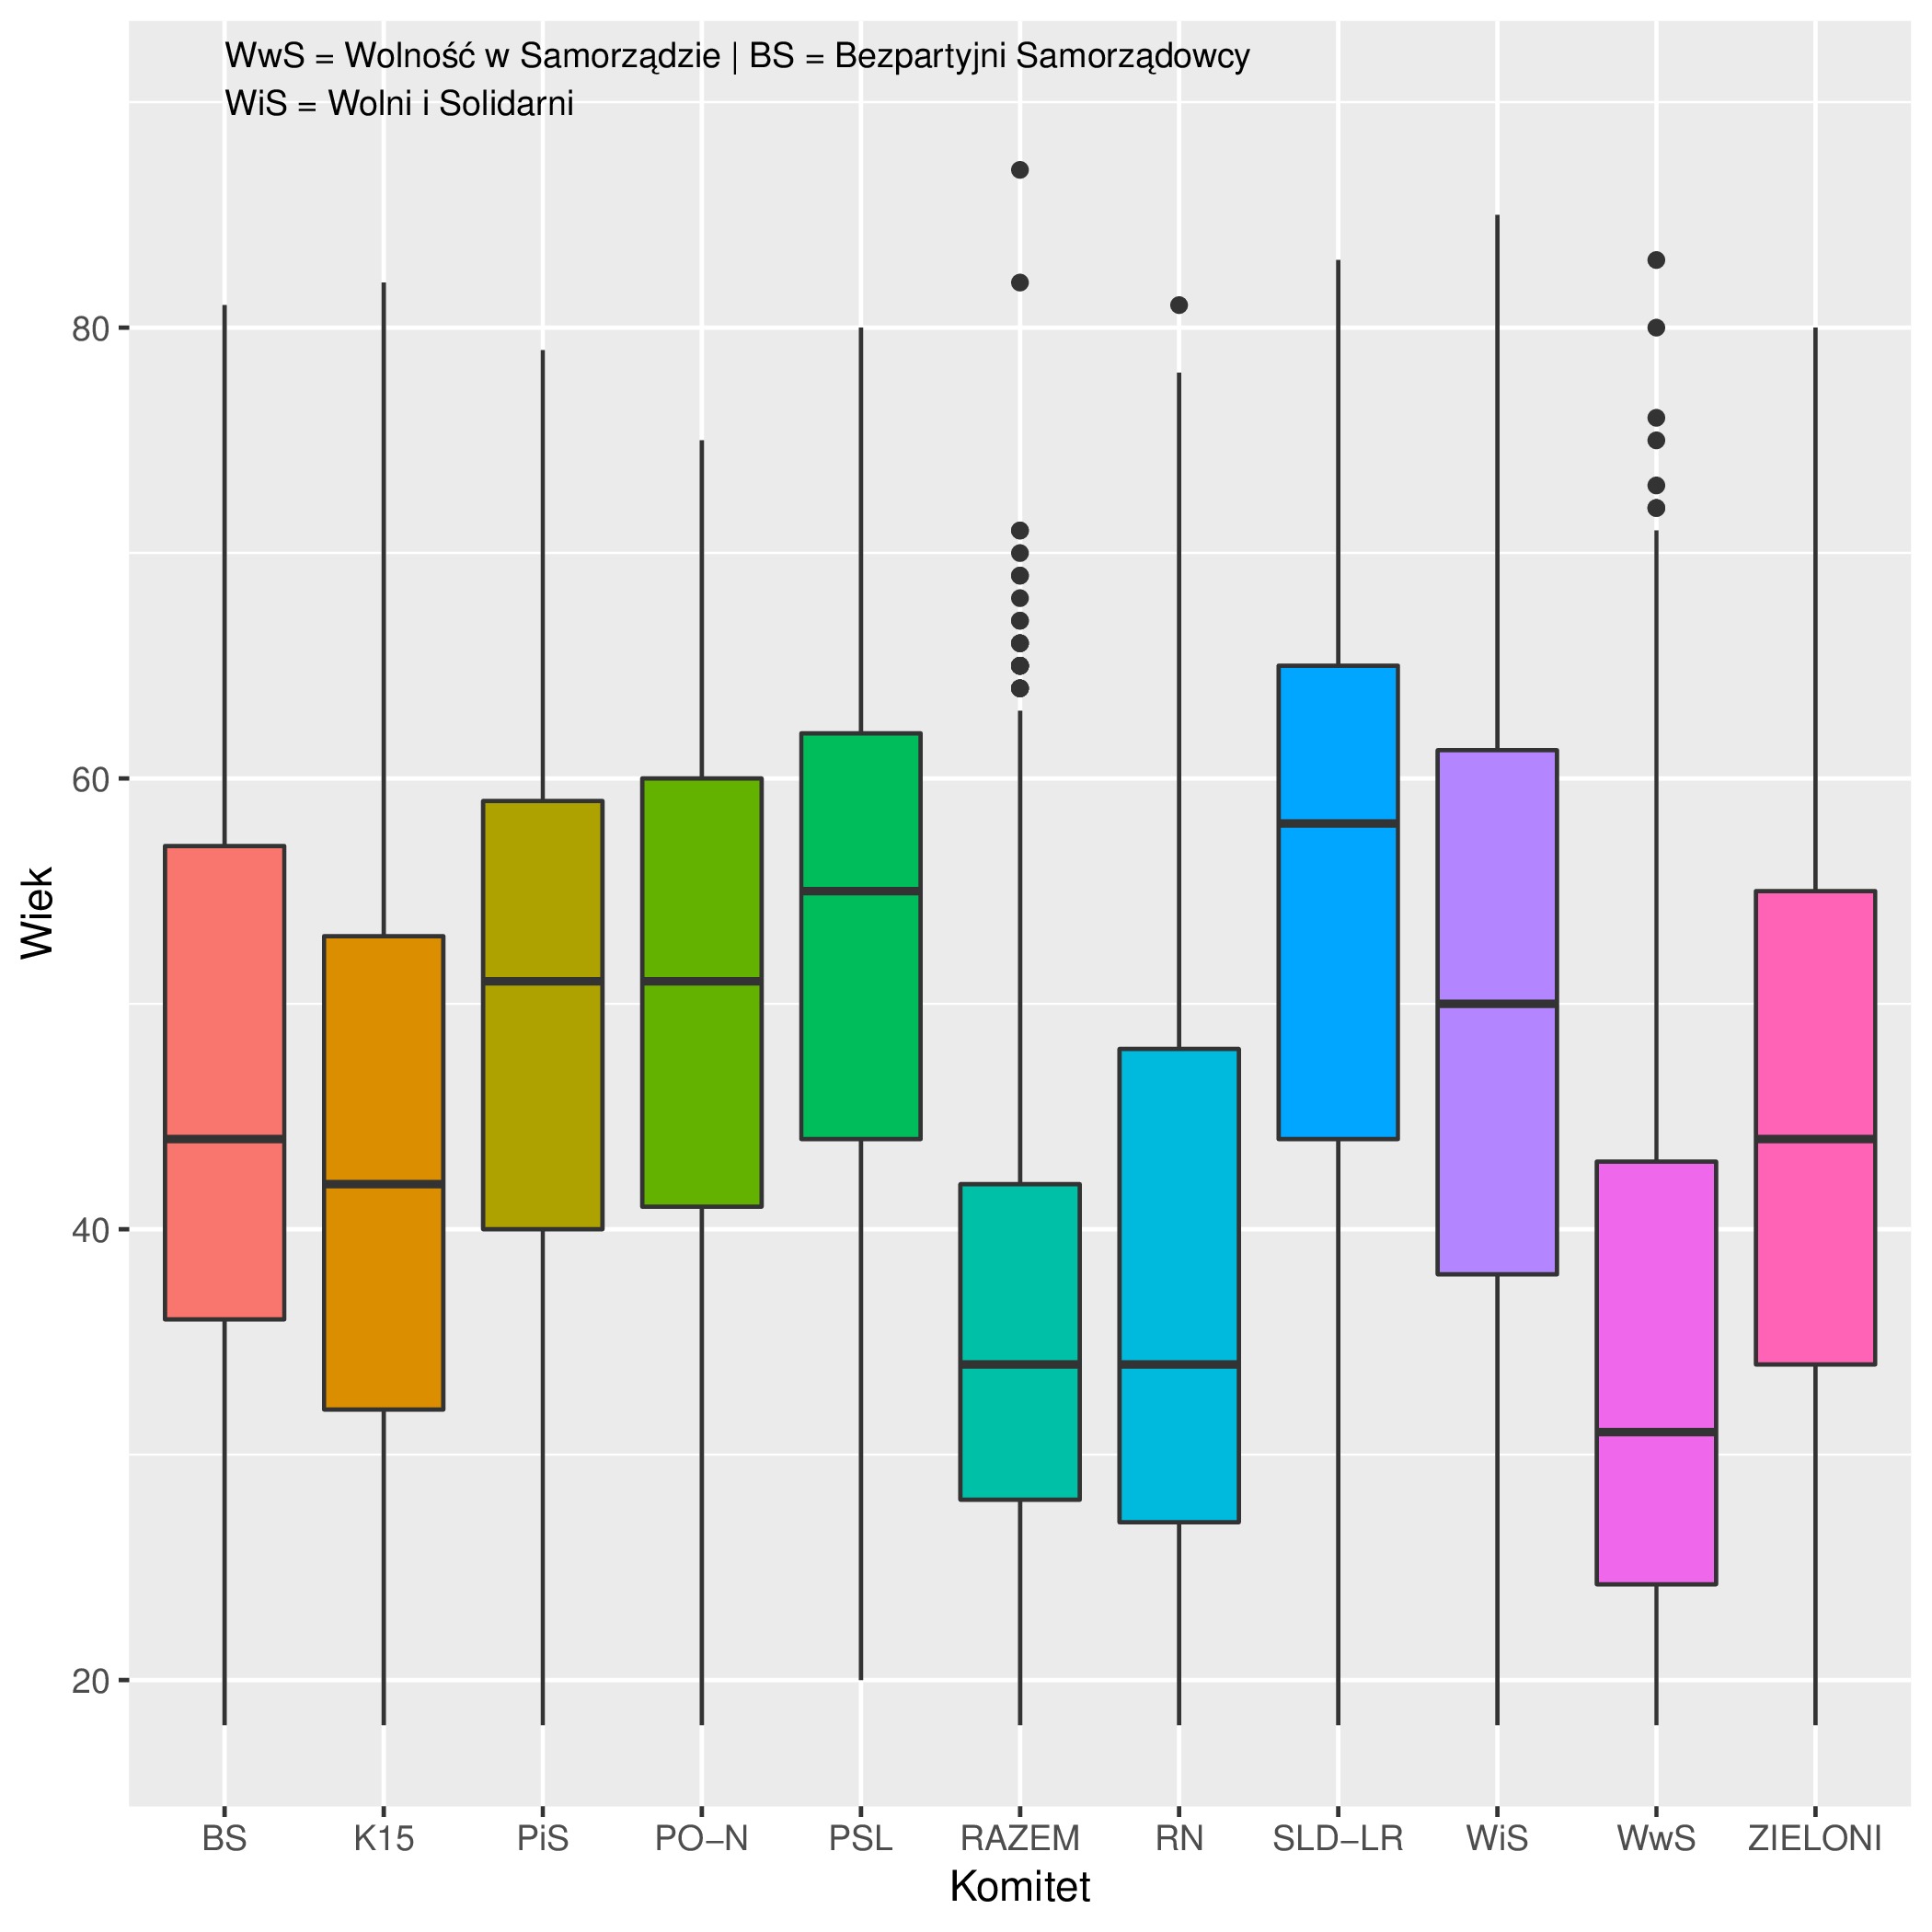 WwS = Wolność w Samorządzie | BS = Bezpartyjni Samorządowcy
WiS = Wolni i Solidarni
80
60
40
20
Wiek
BS K15 PiS PO–N PSL RAZEM RN SLD–LR WiS WwS ZIELONI
Komitet